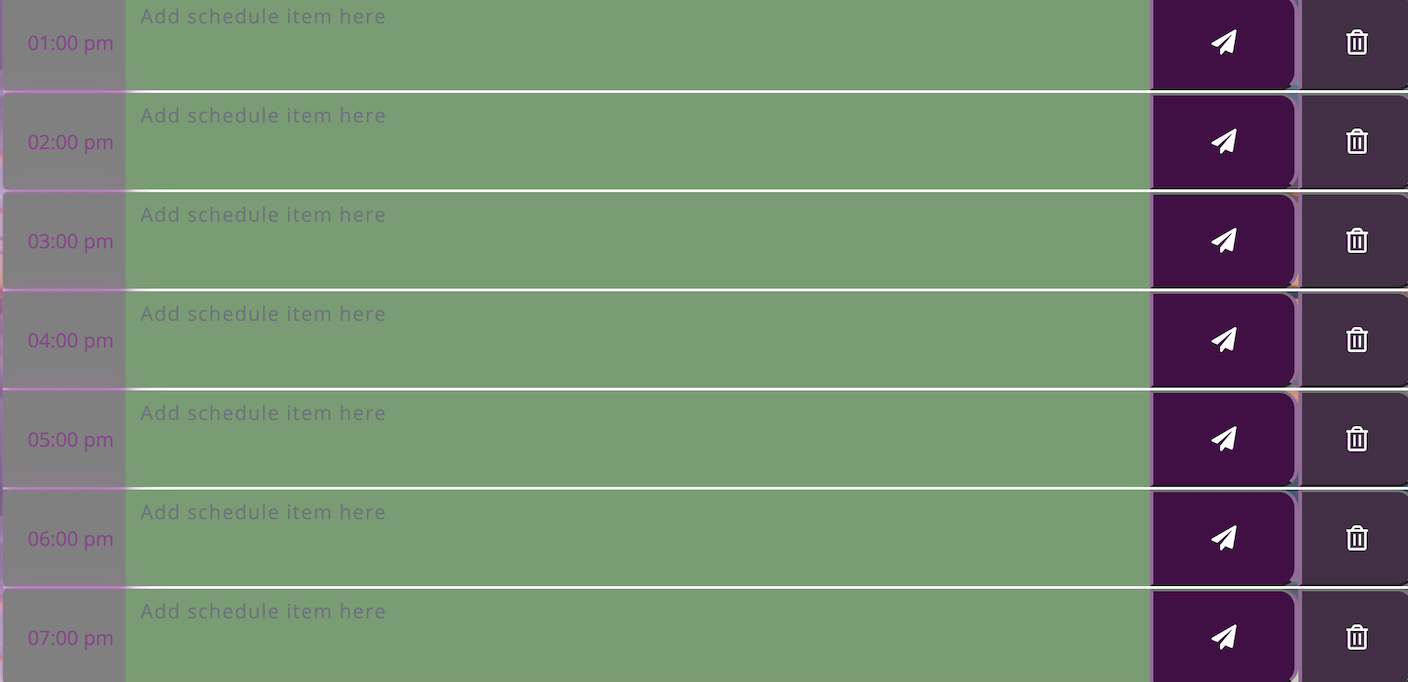 Add schedule item here
01:00 pm
Add schedule item here
02:00 pm
Add schedule item here
03:00 pm
Add schedule item here
04:00 pm
Add schedule item here
05:00 pm
Add schedule item here
06:00 pm
Add schedule item here
07:00 pm